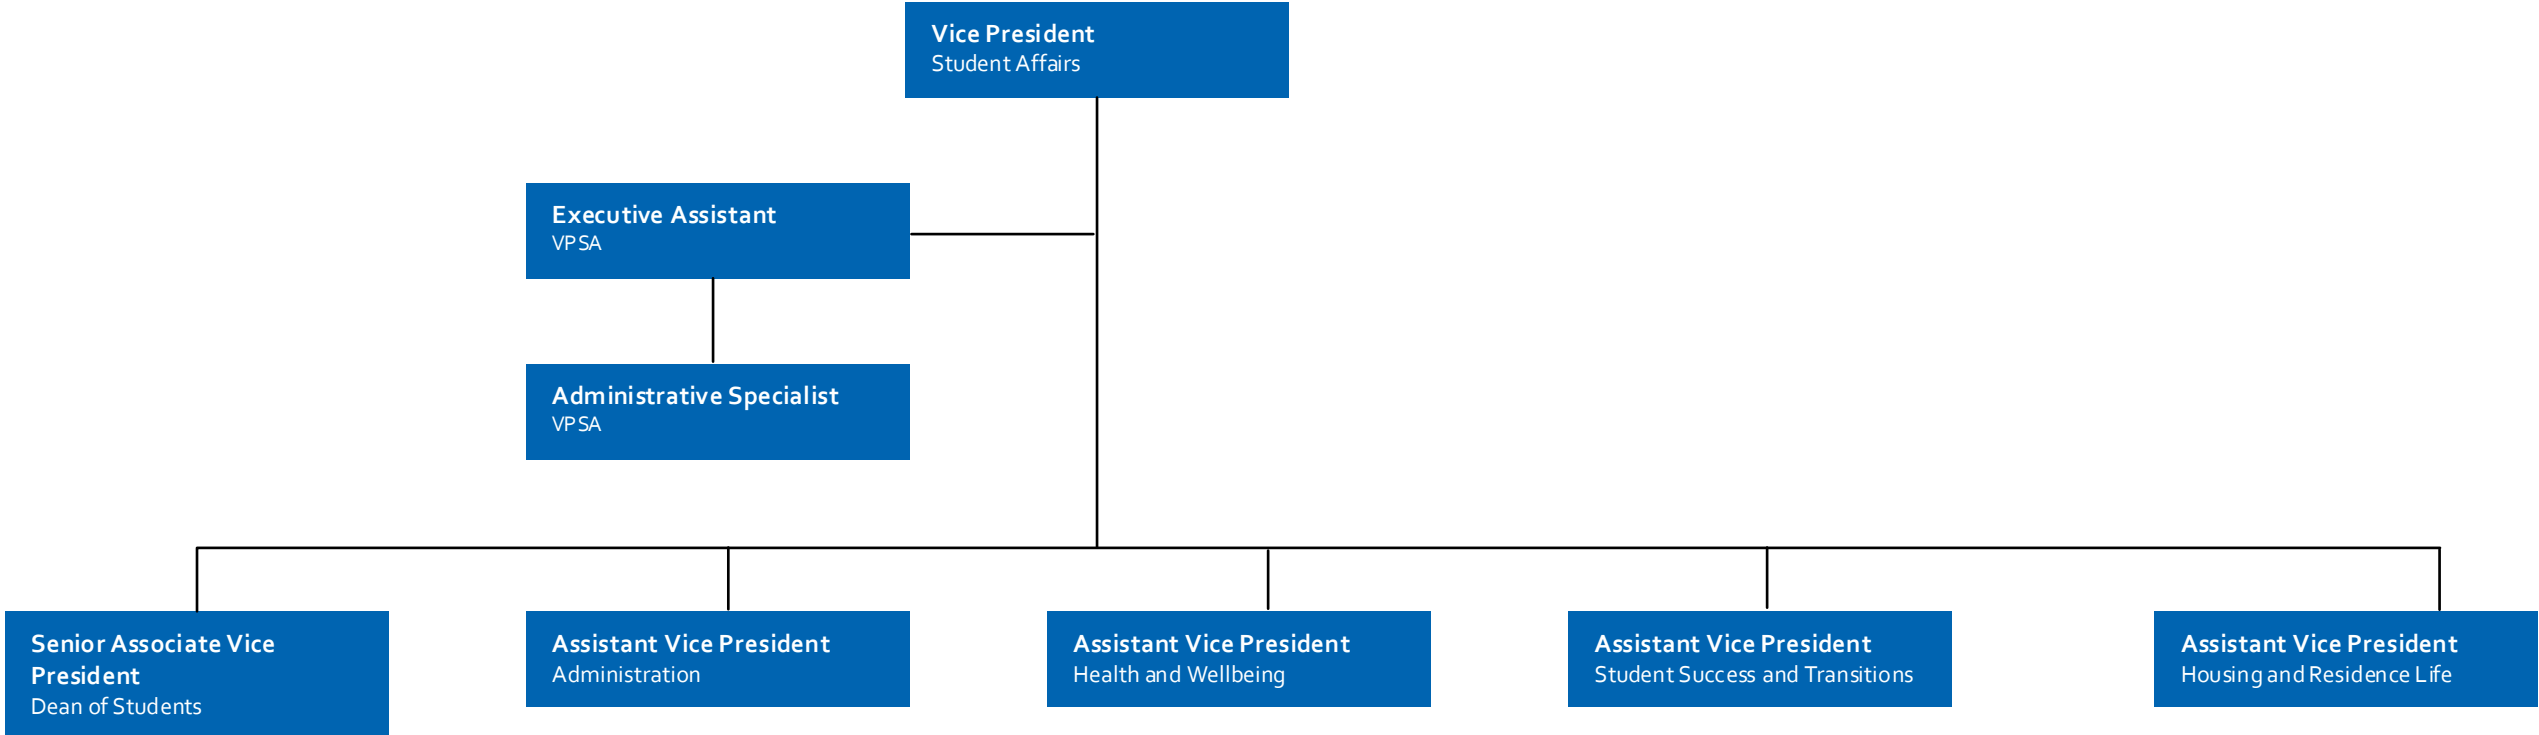 Vice President
Student Affairs
Executive Assistant
VPSA
Administrative Specialist
VPSA
Senior Associate Vice
President
Dean of Students
Assistant Vice President
Administration
Assistant Vice President
Health and Wellbeing
Assistant Vice President
Student Success and Transitions
Assistant Vice President
Housing and Residence Life